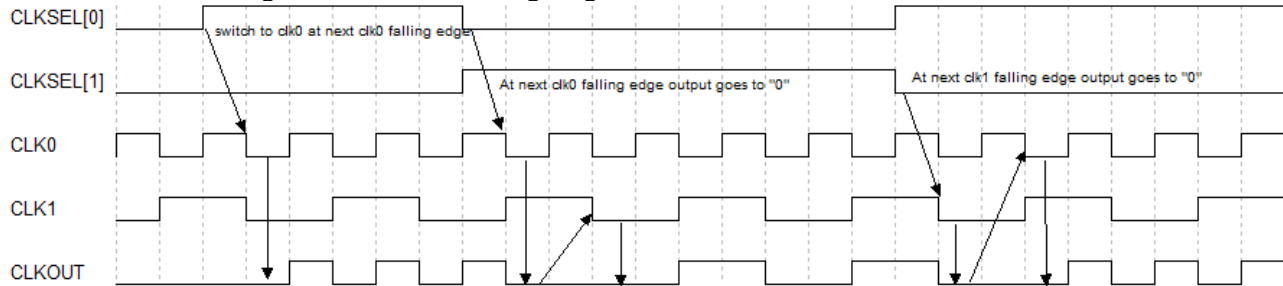 CLKSEL[0]
switch to clk0 at next clk0 falling edge
CLKSEL[1]
At next clk0 falling edge output goes to "0"
At next clk1 falling edge output goes to "0"
CLK0
CLK1
CLKOUT